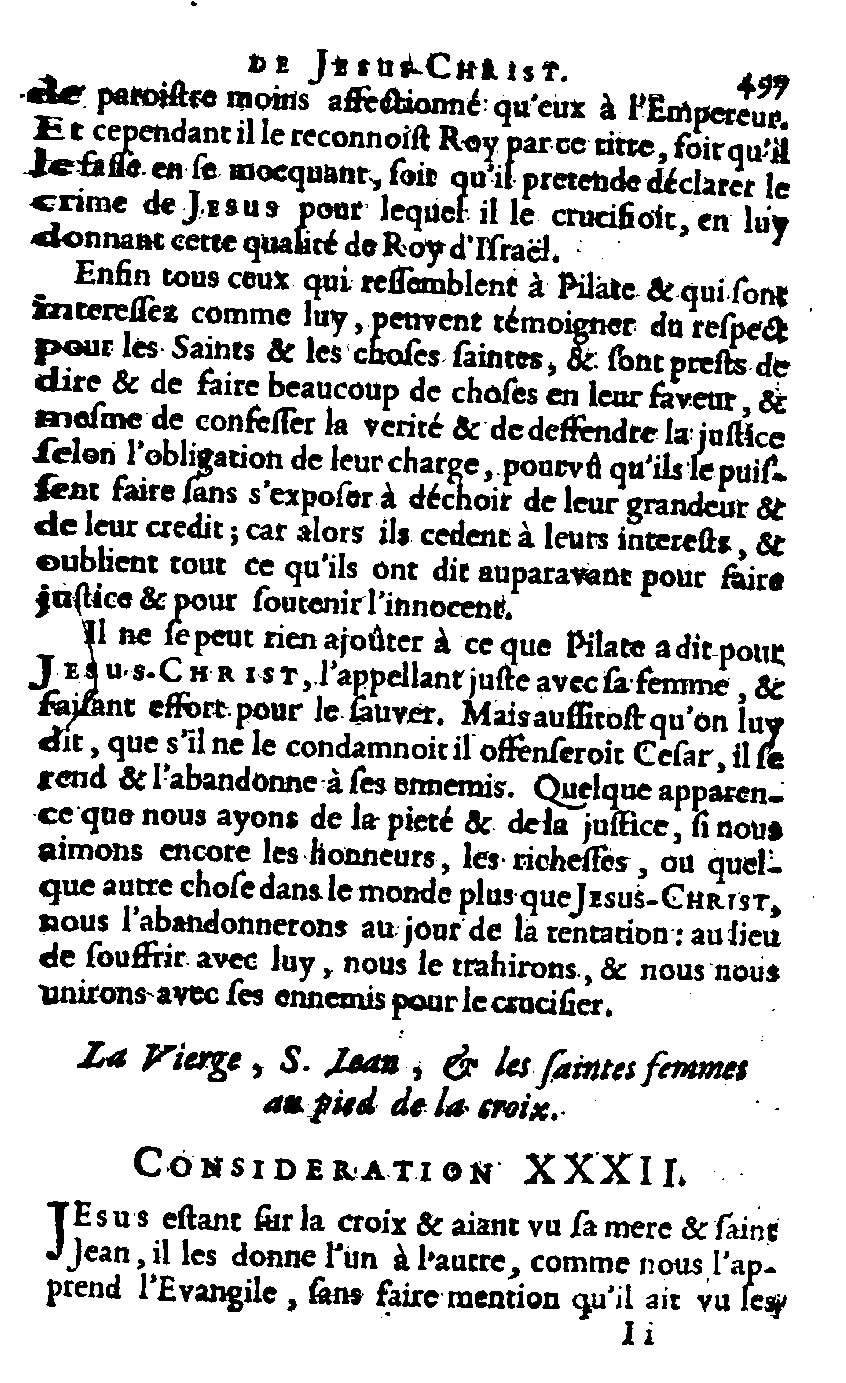 DE JESUS-CHRIST. 497
de paroiſtre moins affectionné qu'eux à l'Empereur.
Et cependant il le reconnoiſt Roy par ce titre, ſoit qu'il
le faſſe en ſe mocquant, ſoit qu'il pretende déclarer le
crime de JESUS pour lequel il le crucifioit, en luy
donnant cette qualité de Roy d'Iſraël.
Enfin tous ceux qui reſſemblent à Pilate & qui ſont
intereſſez comme luy, peuvent témoigner du reſpect
pour les Saints & les choſes ſaintes, & ſont preſts de
dire & de faire beaucoup de choſes en leur faveur, &
meſme de confeſſer la verité & de deffendre la juſtice
ſelon l'obligation de leur charge, pourvû qu'ils le puiſ-
ſent faire ſans s'expoſer à déchoir de leur grandeur &
de leur credit; car alors ils cedent à leurs intereſts, &
oublient tout ce qu'ils ont dit auparavant pour faire
juſtice & pour ſoutenir l'innocent.
Il ne ſe peut rien ajoûter à ce que Pilate a dit pour
JESUS-CHRIST, l'appellant juſte avec ſa femme, &
faiſant effort pour le ſauver. Mais auſſitoſt qu'on luy
dit, que s'il ne le condamnoit il offenſeroit Ceſar, il ſe
rend & l'abandonne à ſes ennemis. Quelque apparen-
ce que nous ayons de la pieté & de la juſtice, ſi nous
aimons encore les honneurs, les richeſſes, ou quel-
que autre choſe dans le monde plus que JESUS-CHRIST,
nous l'abandonnerons au jour de la tentation: au lieu
de ſouffrir avec luy, nous le trahirons, & nous nous
unirons avec ſes ennemis pour le crucifier.
La Vierge, S. Jean, & les ſaintes femmes
au pied de la croix.
CONSIDERATION XXXII.
JESUS eſtant ſur la croix & aiant vu ſa mere & ſaint
Jean, il les donne l'un à l'autre, comme nous l'ap-
prend l'Evangile, ſans faire mention qu'il ait vu les
Ii